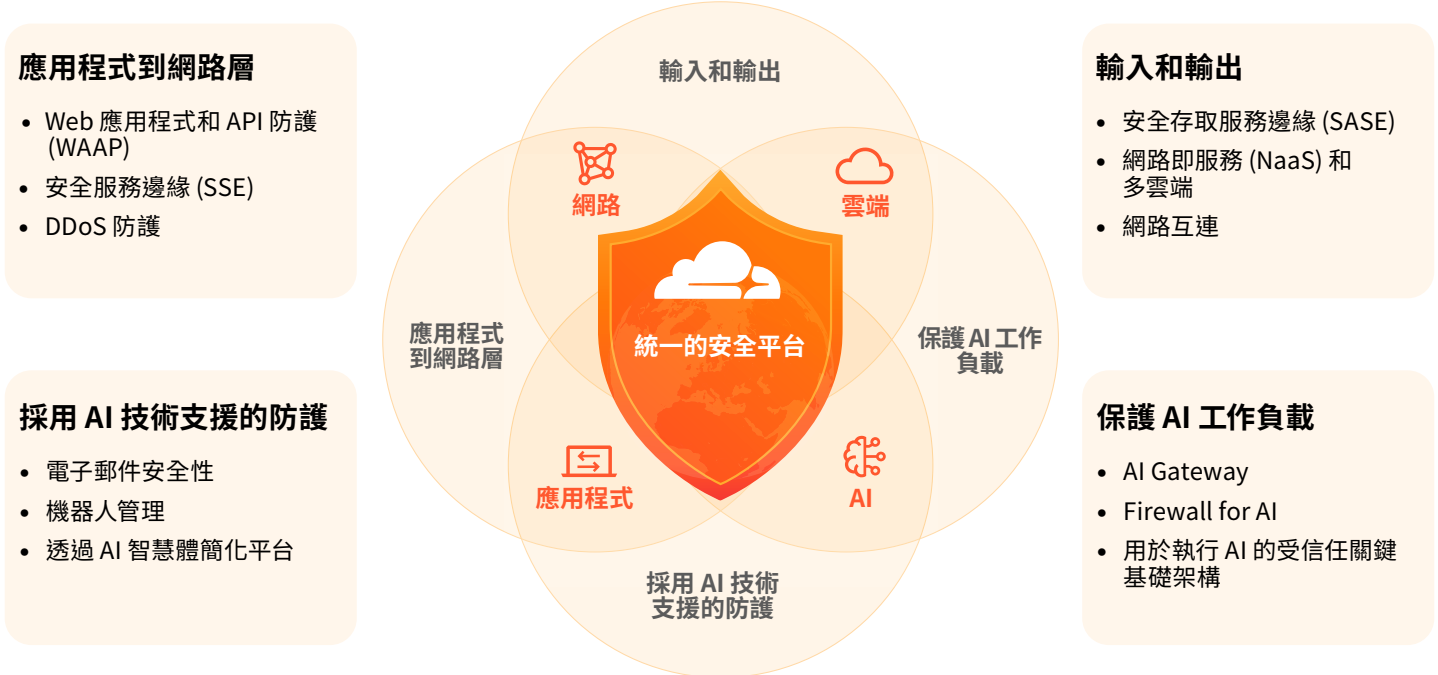 應用程式到網路層
• Web 應用程式和 API 防護
(WAAP)
• 安全服務邊緣 (SSE)
• DDoS 防護
採用 AI 技術支援的防護
• 電子郵件安全性
• 機器人管理
• 透過 AI 智慧體簡化平台
輸入和輸出
網路
雲端
應用程式
到網路層
統一的安全平台
保護 AI 工作
負載
應用程式
AI
採用 AI 技術
支援的防護
輸入和輸出
• 安全存取服務邊緣 (SASE)
• 網路即服務 (NaaS) 和
多雲端
• 網路互連
保護 AI 工作負載
• AI Gateway
• Firewall for AI
• 用於執行 AI 的受信任關鍵
基礎架構